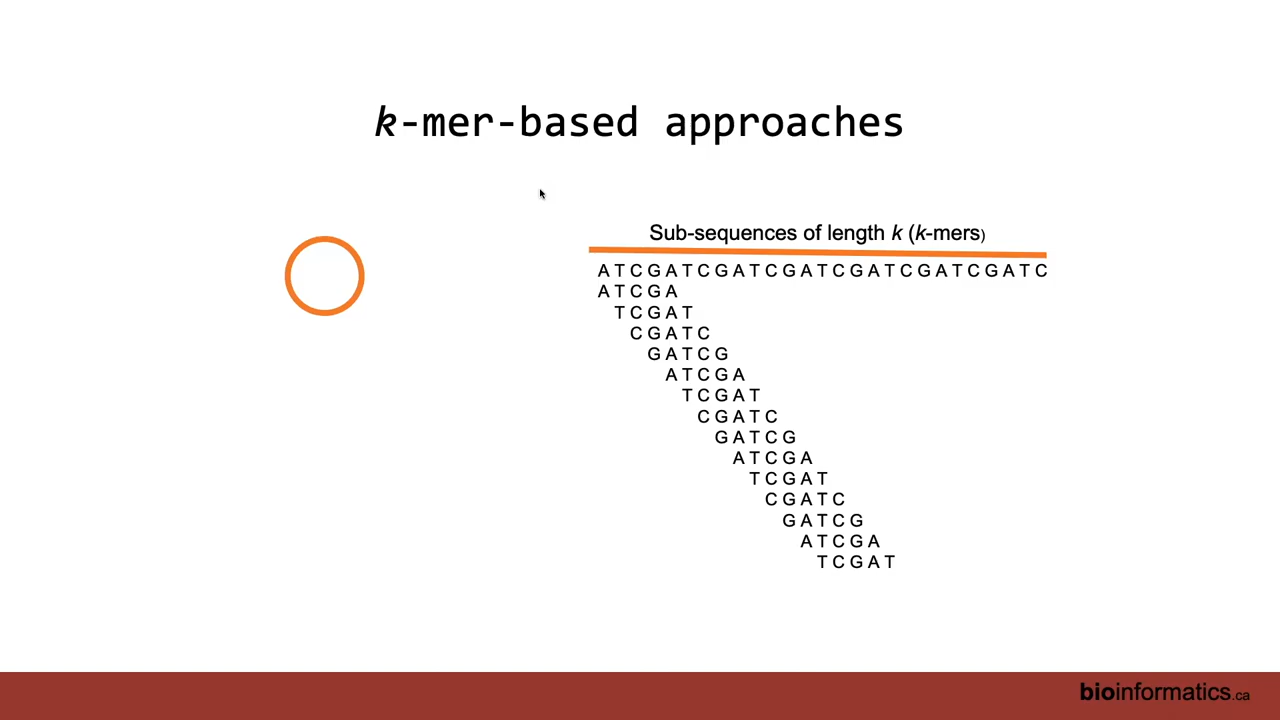 k-mer-based approaches
Sub-sequences of length k (k-mers)
A T C G A T C G A T C G A T C G A T C G A T C G A T C
A T C G A
T C G A T
C G A T C
G A T C G
A T C G A
T C G A T
C G A T C
G A T C G
A T C G A
T C G A T
C G A T C
G A T C G
A T C G A
T C G A T
bioinformatics.ca